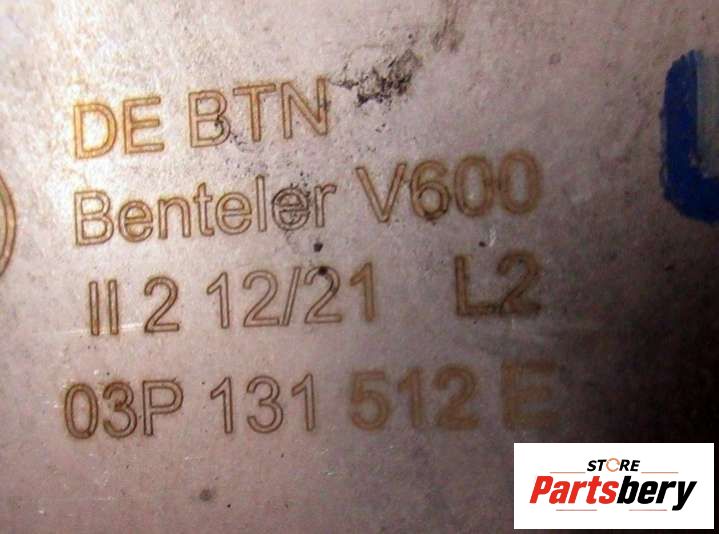 DE BTN
Benteler V600
II 2 12/21 L2
03P 131 512 E
STORE
Partsbery